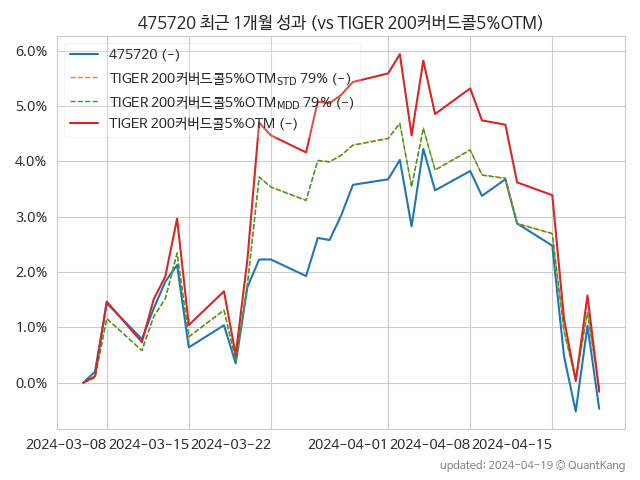 475720 최근 1개월 성과 (vs TIGER 200커버드콜5%OTM)
475720 (-)
TIGER 200커버드콜5%OTM_STD 79% (-)
TIGER 200커버드콜5%OTM_MDD 79% (-)
TIGER 200커버드콜5%OTM (-)
6.0%
5.0%
4.0%
3.0%
2.0%
1.0%
0.0%
2024-03-08 2024-03-15 2024-03-22 2024-04-01 2024-04-08 2024-04-15
updated: 2024-04-19 © QuantKang